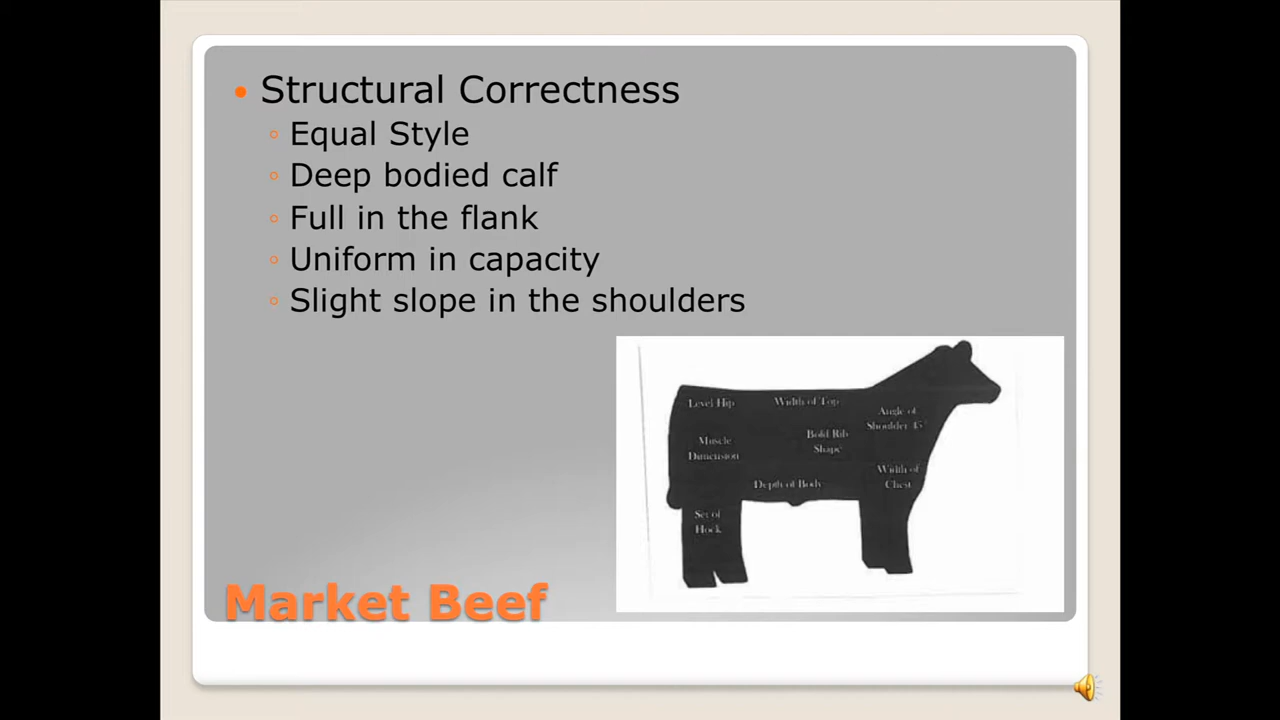 Structural Correctness
Equal Style
Deep bodied calf
Full in the flank
Uniform in capacity
Slight slope in the shoulders
Level Hip
Width of Top
Angle of
Shoulder 45°
Muscle
Dimension
Bold Rib
Shape
Width of
Chest
Depth of Body
Set of
Hock
Market Beef